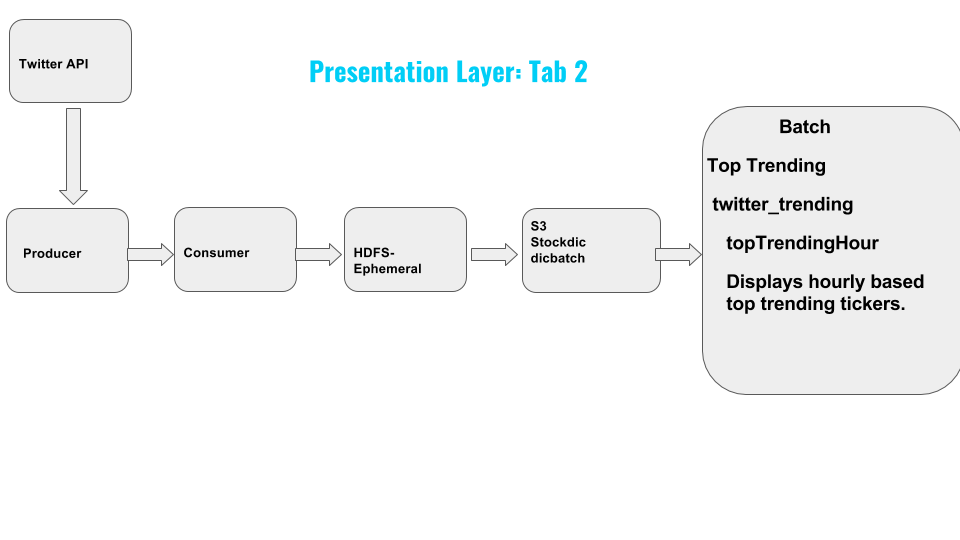 Twitter API
Presentation Layer: Tab 2
Producer
Consumer
HDFS-
Ephemeral
S3
Stockdic
dicbatch
Batch
Top Trending
twitter_trending
topTrendingHour
Displays hourly based
top trending tickers.